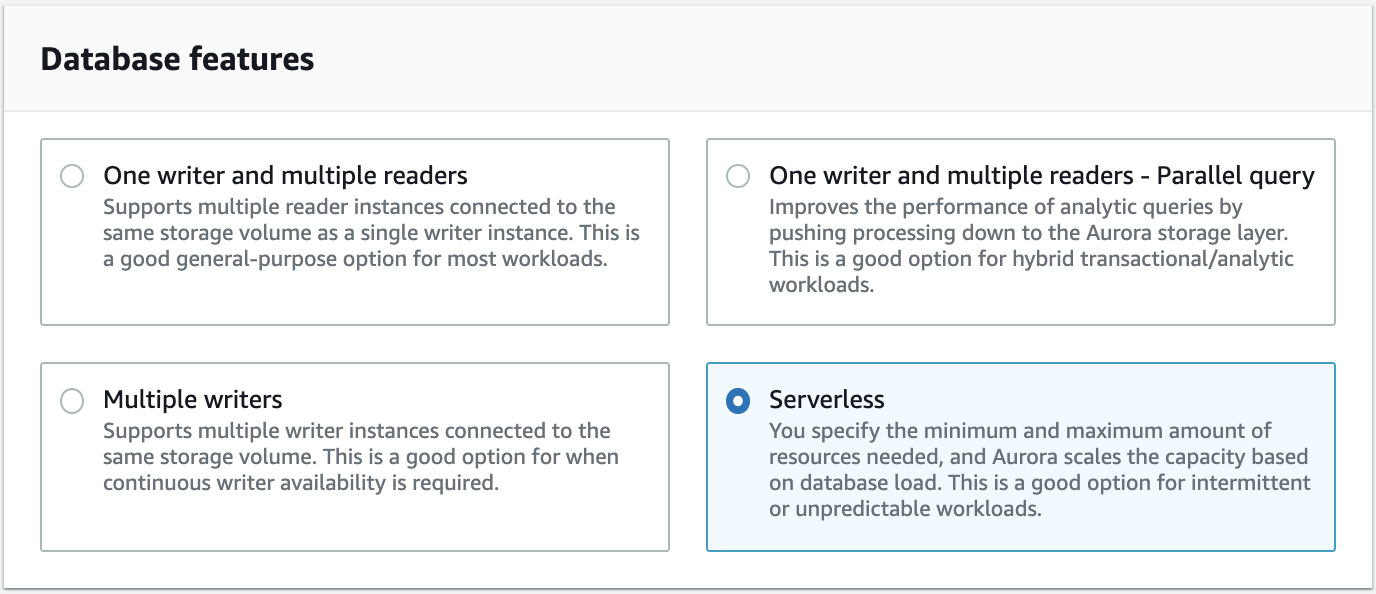 Database features
One writer and multiple readers
Supports multiple reader instances connected to the
same storage volume as a single writer instance. This is
a good general-purpose option for most workloads.
One writer and multiple readers - Parallel query
Improves the performance of analytic queries by
pushing processing down to the Aurora storage layer.
This is a good option for hybrid transactional/analytic
workloads.
Multiple writers
Supports multiple writer instances connected to the
same storage volume. This is a good option for when
continuous writer availability is required.
Serverless
You specify the minimum and maximum amount of
resources needed, and Aurora scales the capacity based
on database load. This is a good option for intermittent
or unpredictable workloads.